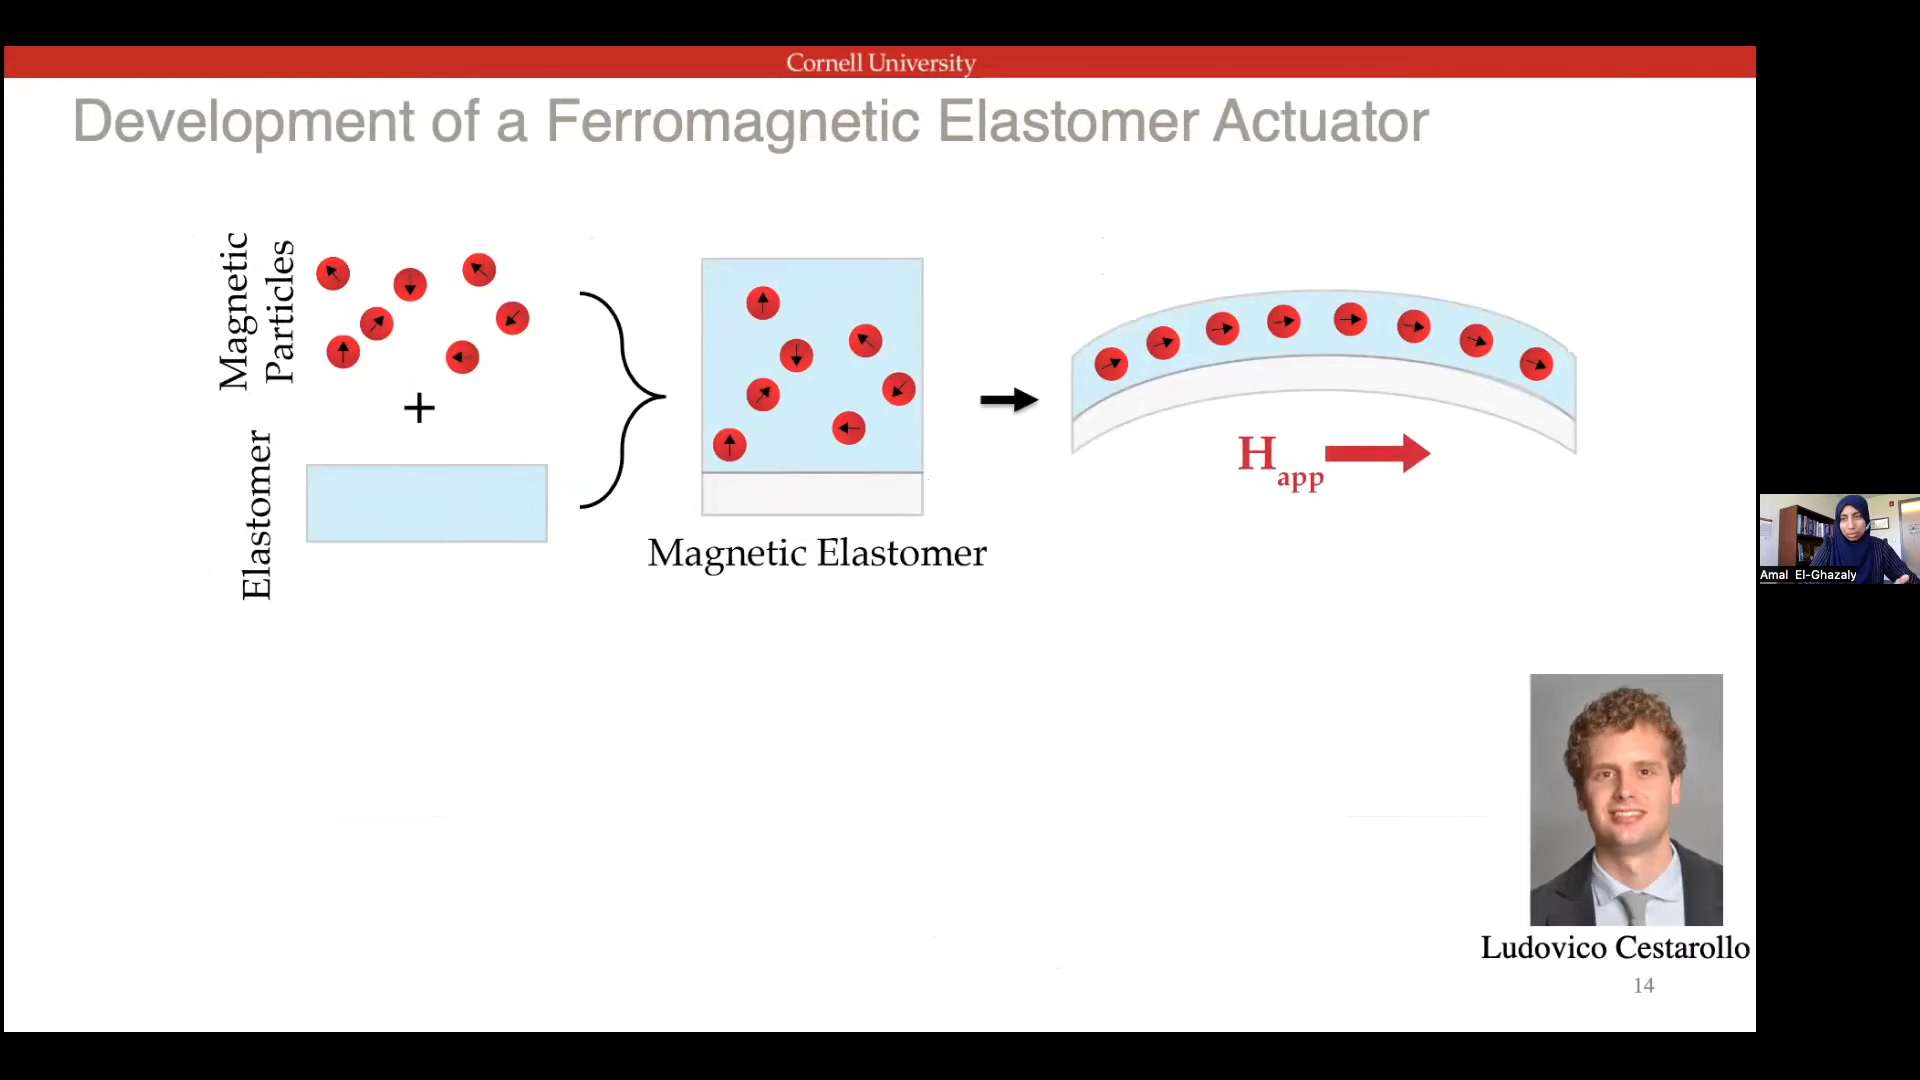 Cornell University
Development of a Ferromagnetic Elastomer Actuator
Magnetic
Particles
+
Elastomer
Magnetic Elastomer
H app
Amal El-Ghazaly
Ludovico Cestarollo
14